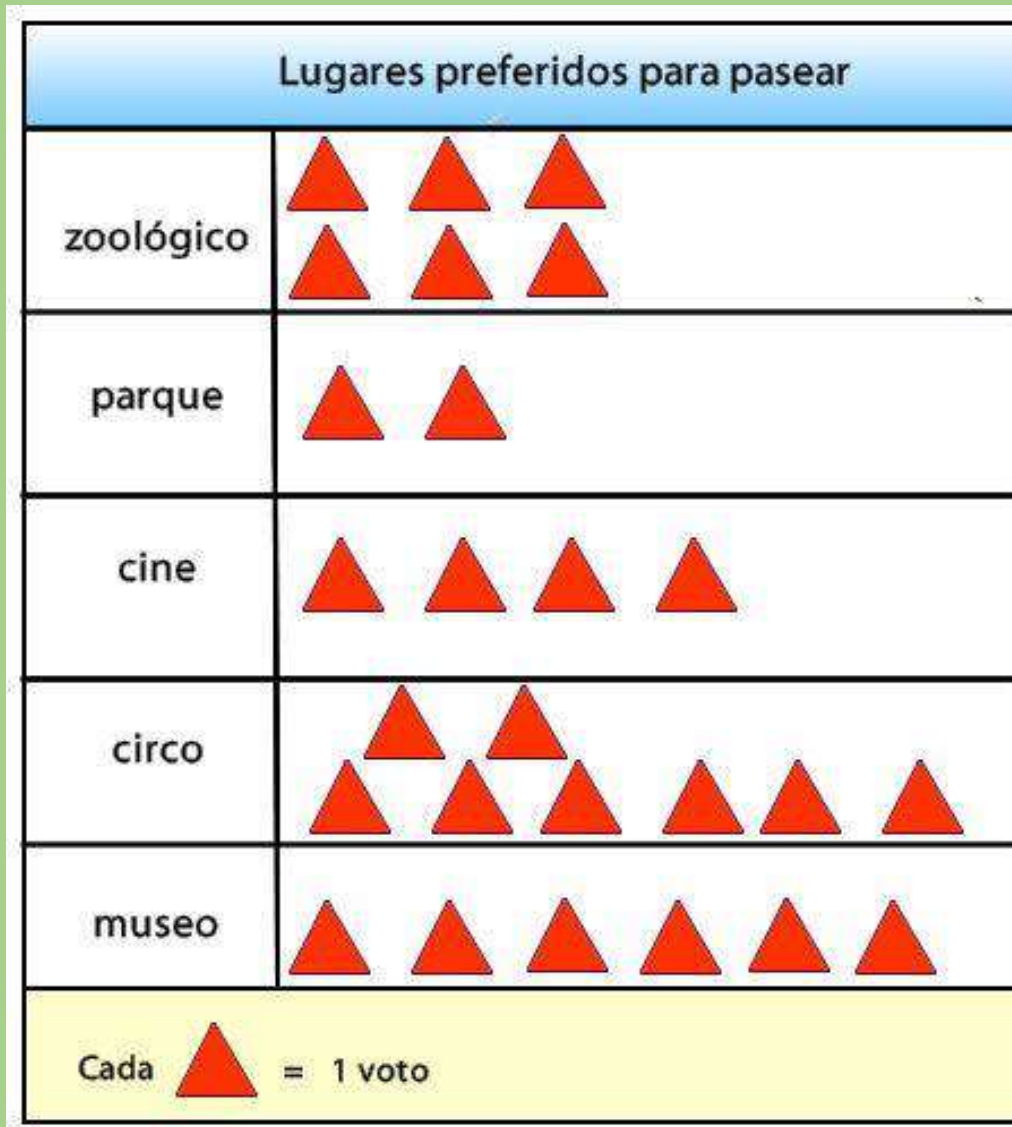 Lugares preferidos para pasear
zoológico
parque
cine
circo
museo
Cada = 1 voto